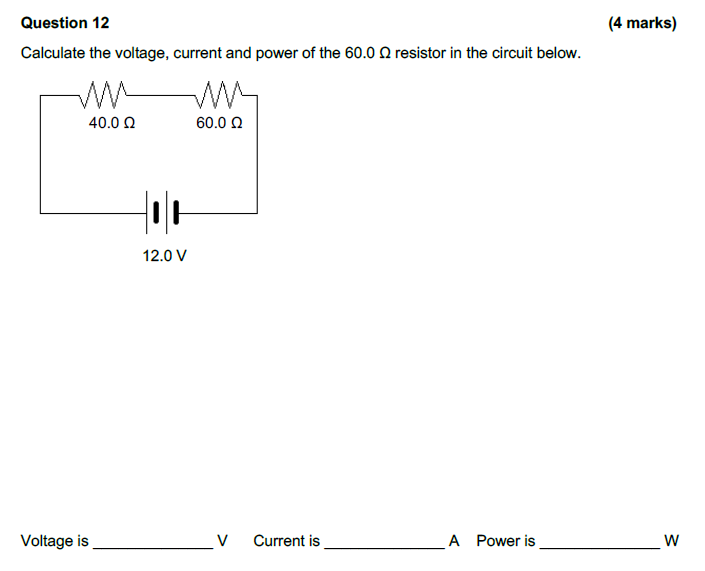 Question 12 (4 marks)
Calculate the voltage, current and power of the 60.0 Ω resistor in the circuit below.
40.0 Ω 60.0 Ω
12.0 V
Voltage is ______________ V Current is ______________ A Power is ______________ W